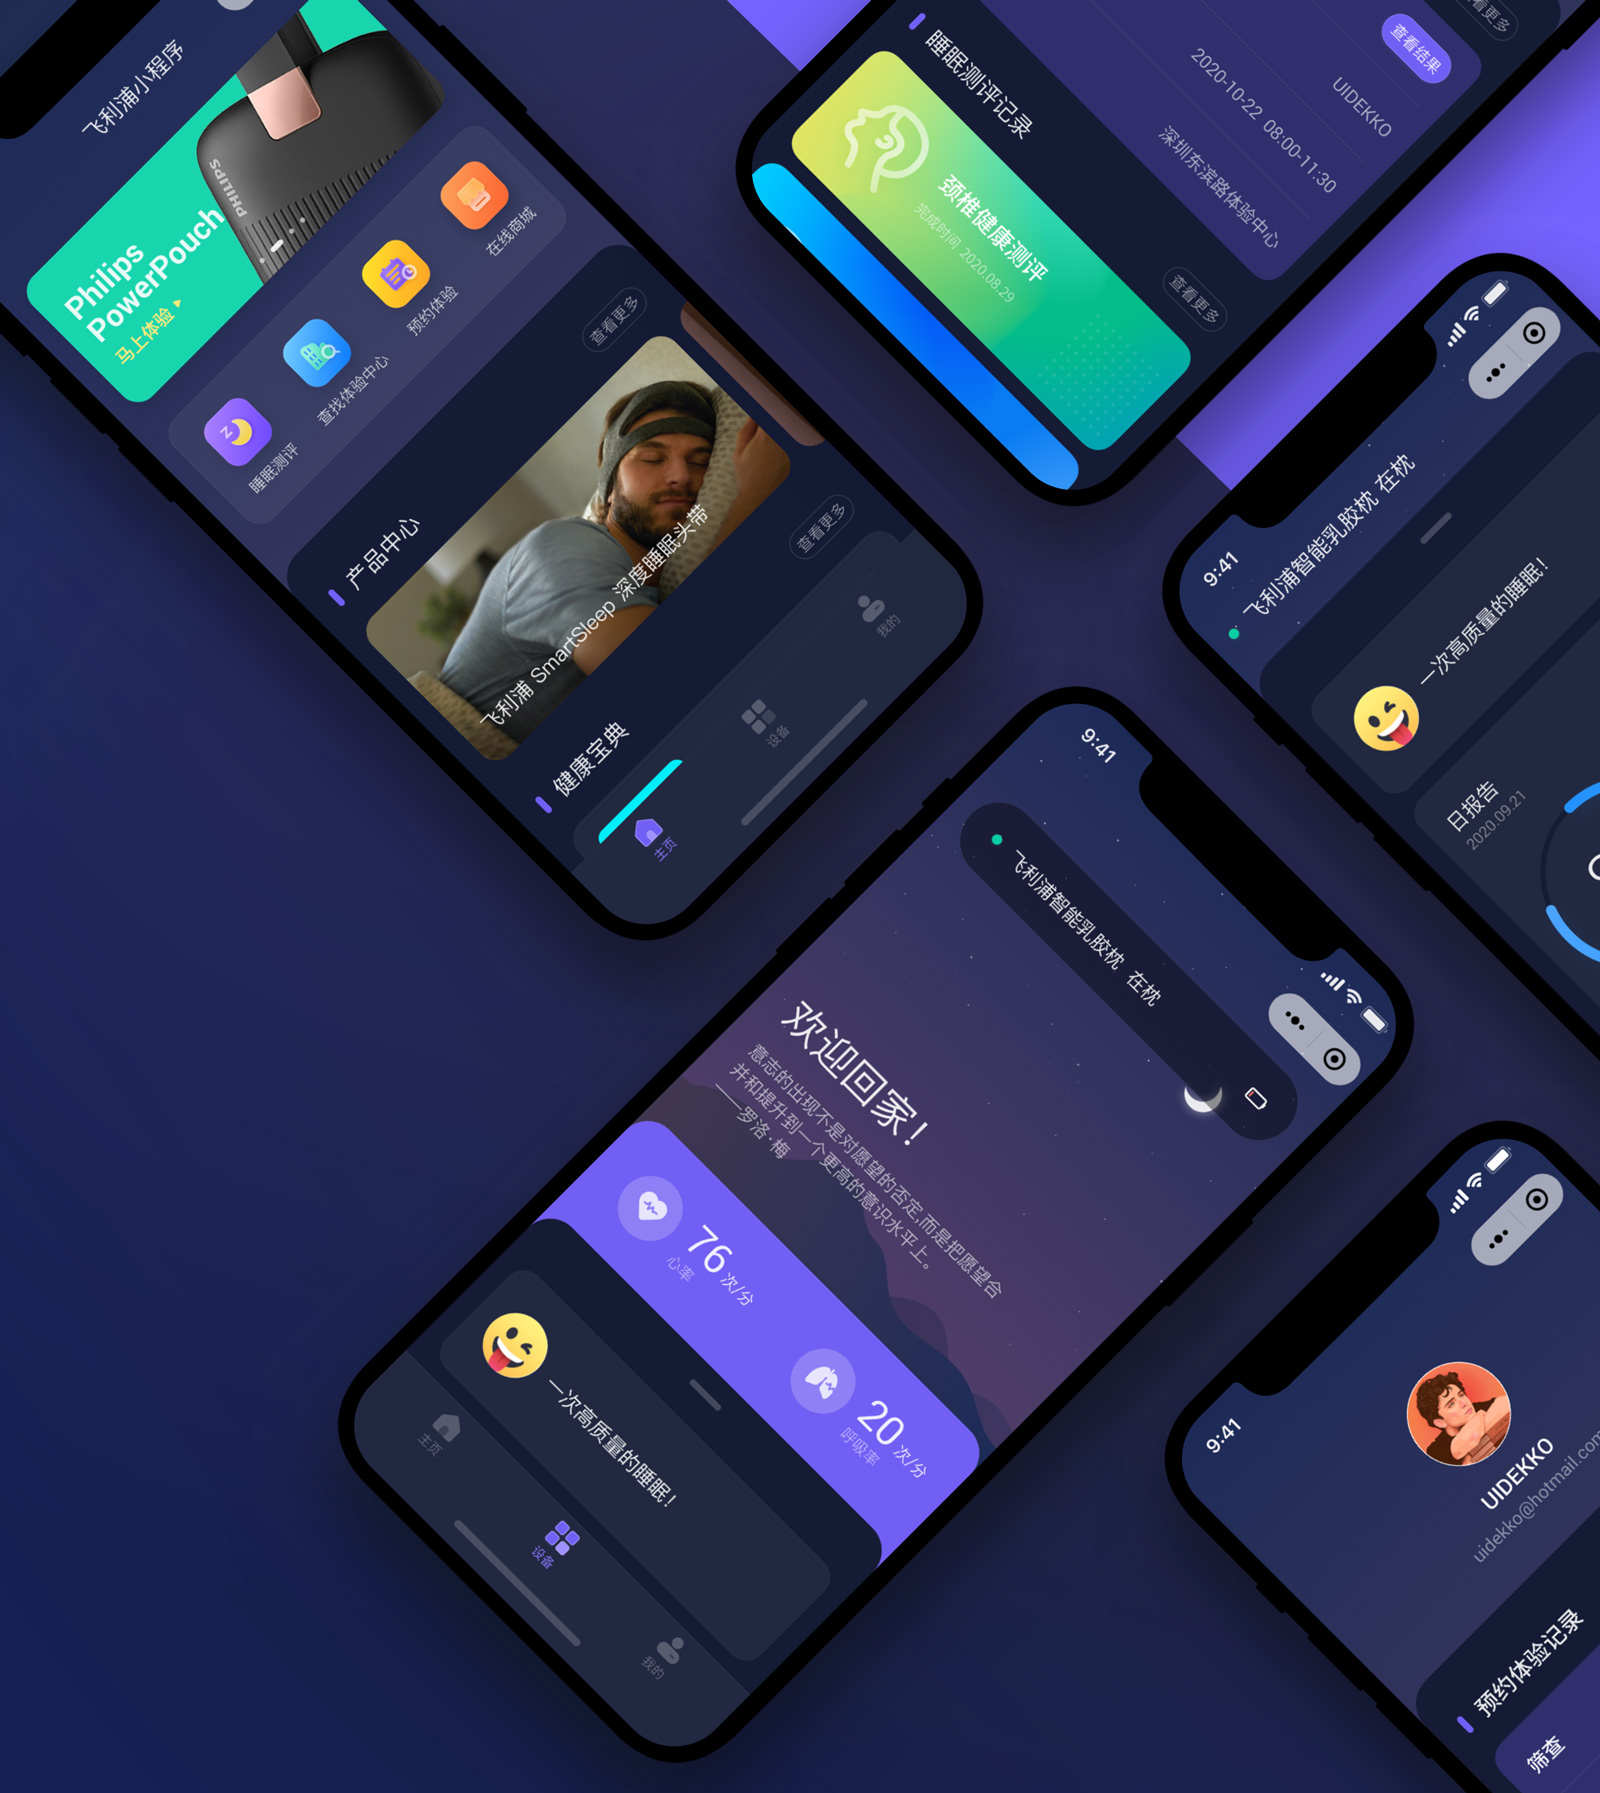 飞利浦小程序
PHILIPS
Philips
PowerPouch
马上体验
睡眠测评
查找体验中心
预约体验
在线商城
产品中心
查看更多
飞利浦 SmartSleep 深度睡眠头带
健康宝典
查看更多
主页
设备
我的
查看更多
查看结果
UIDEKKO
2020-10-22 08:00-11:30
深圳东滨路体验中心
睡眠测评记录
查看更多
颈椎健康测评
完成时间 2020.08.29
9:41
飞利浦智能乳胶枕 在枕
一次高质量的睡眠！
日报告
2020.09.21
9:41
飞利浦智能乳胶枕 在枕
欢迎回家！
意志的出现不是对愿望的否定,而是把愿望合
并和提升到一个更高的意识水平上。
——罗洛·梅
76 次/分
心率
20 次/分
呼吸率
一次高质量的睡眠！
主页
设备
我的
9:41
UIDEKKO
uidekko@hotmail.com
预约体验记录
筛查